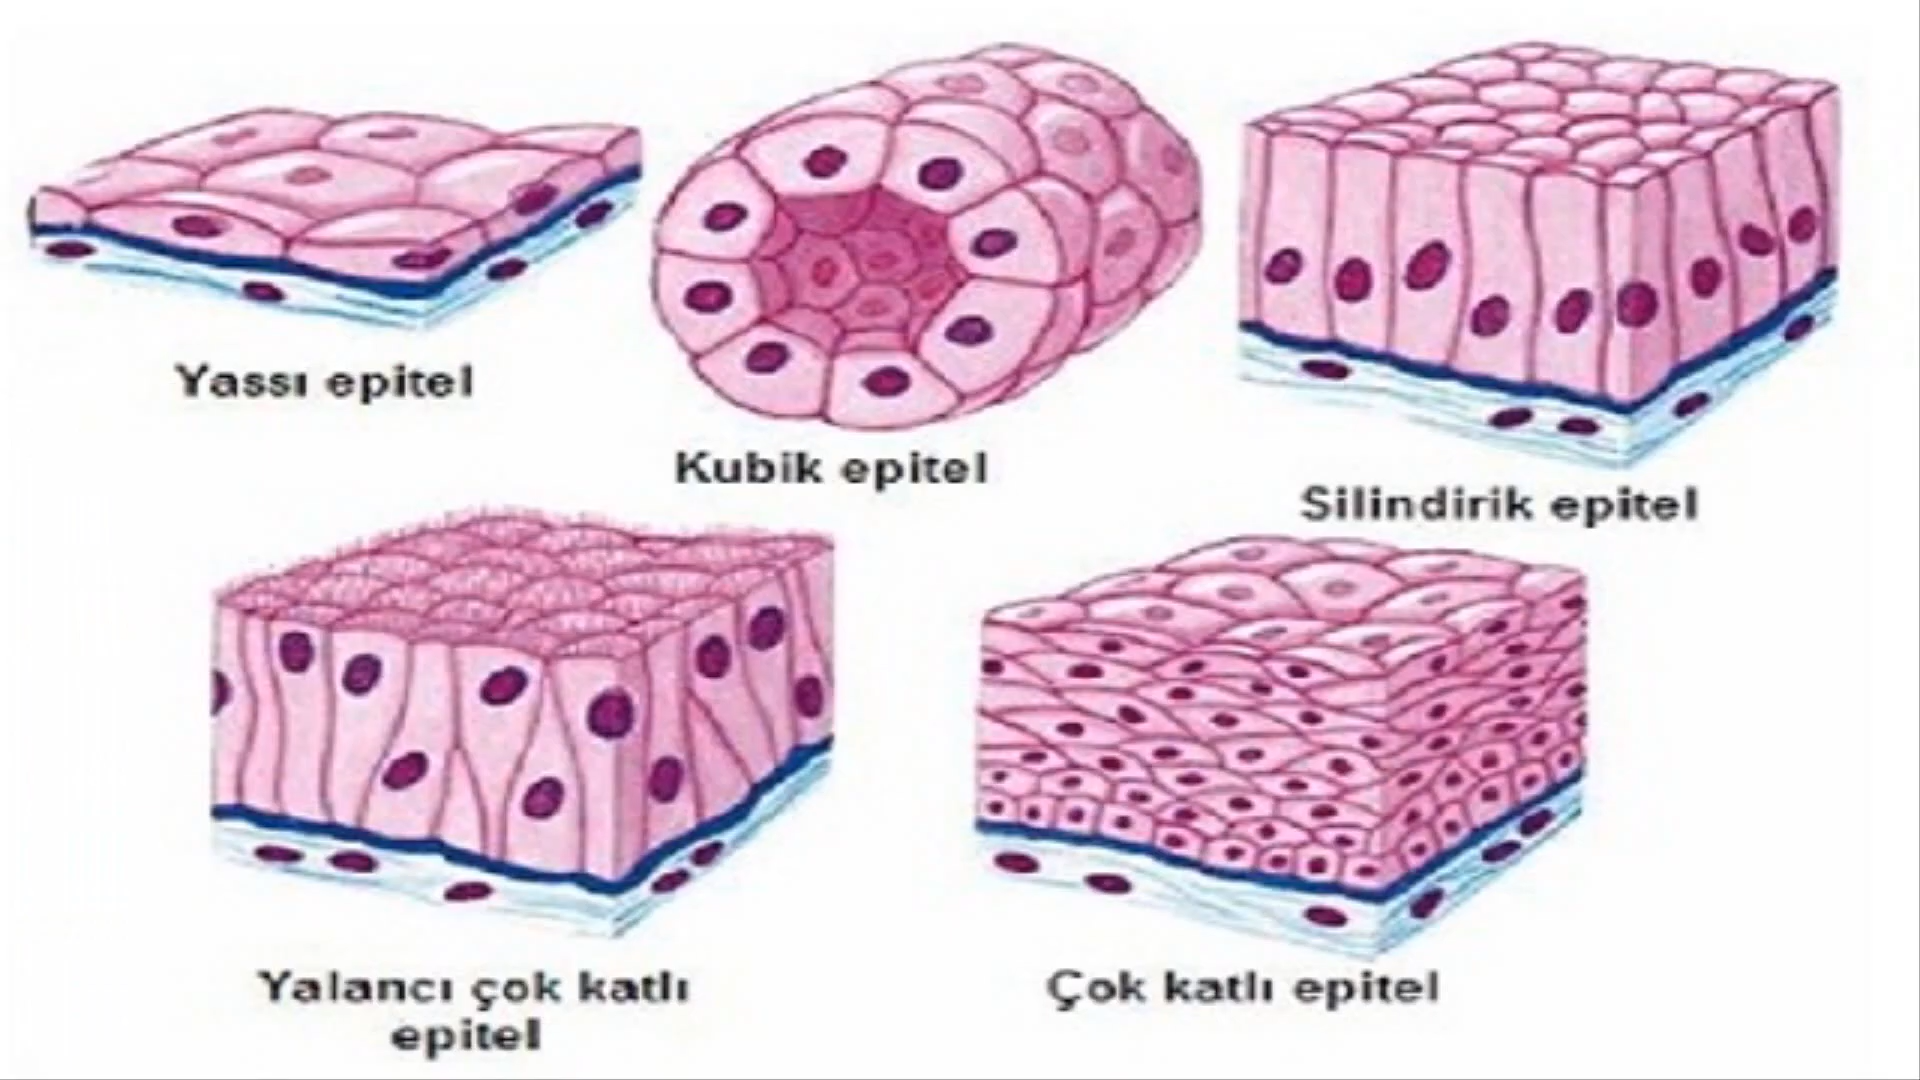 Yassı epitel
Kubik epitel
Silindirik epitel
Yalancı çok katlı
epitel
Çok katlı epitel